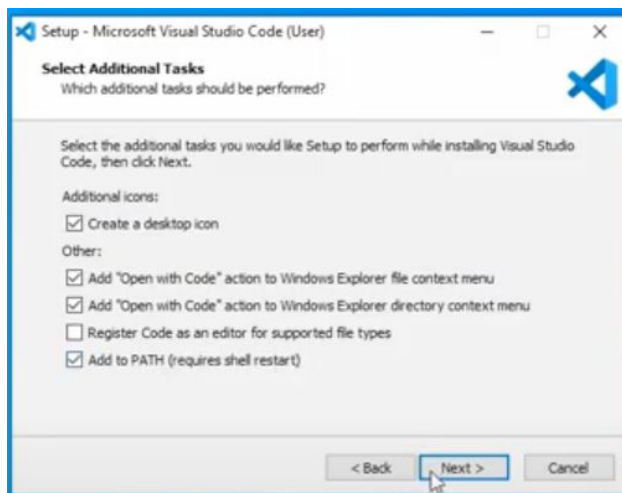 Setup - Microsoft Visual Studio Code (User)
Select Additional Tasks
Which additional tasks should be performed?
Select the additional tasks you would like Setup to perform while installing Visual Studio
Code, then click Next.
Additional icons:
Create a desktop icon
Other:
Add "Open with Code" action to Windows Explorer file context menu
Add "Open with Code" action to Windows Explorer directory context menu
Register Code as an editor for supported file types
Add to PATH (requires shell restart)
< Back Next > Cancel